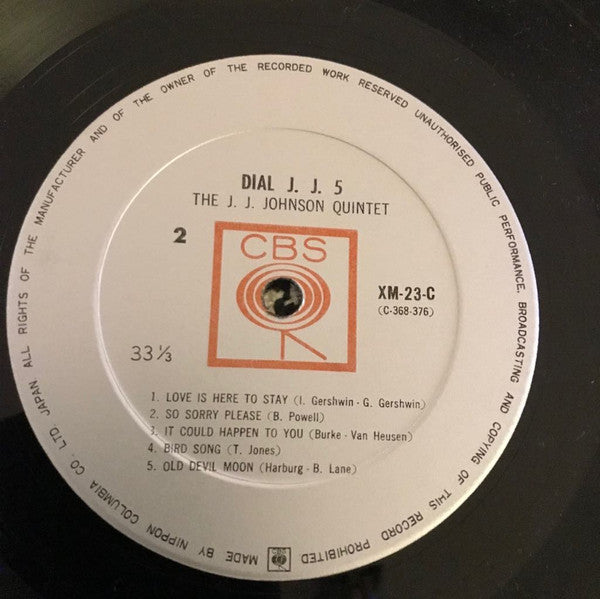 ALL RIGHTS OF THE MANUFACTURER AND OF THE OWNER OF THE RECORDED WORK RESERVED UNAUTHORISED PUBLIC PERFORMANCE, BROADCASTING AND COPYING OF THIS RECORD PROHIBITED
MADE BY NIPPON COLUMBIA CO. LTD JAPAN
DIAL J. J. 5
THE J. J. JOHNSON QUINTET
2
CBS
XM-23-C
(C-368-376)
33⅓
1. LOVE IS HERE TO STAY (I. Gershwin - G. Gershwin)
2. SO SORRY PLEASE (B. Powell)
3. IT COULD HAPPEN TO YOU (Burke - Van Heusen)
4. BIRD SONG (T. Jones)
5. OLD DEVIL MOON (Harburg - B. Lane)
CBS